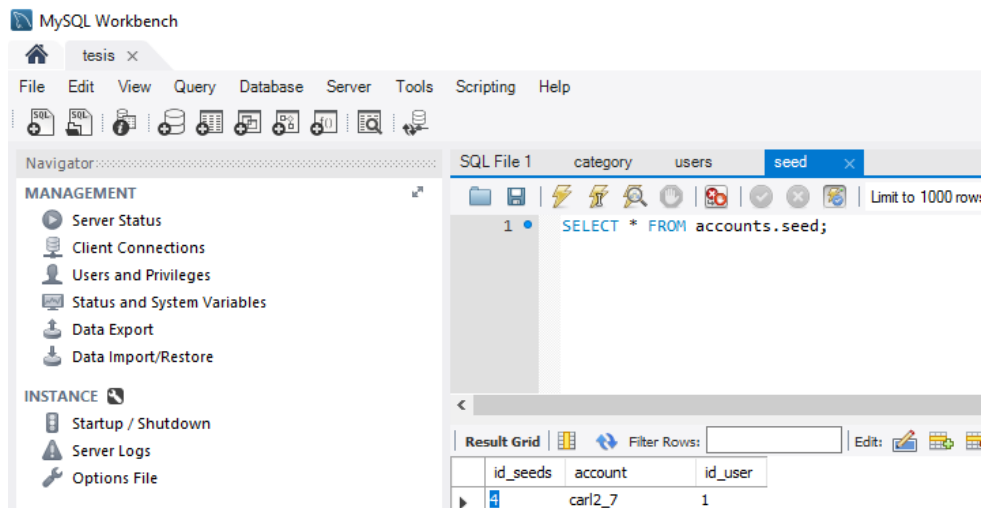 MySQL Workbench
tesis
File Edit View Query Database Server Tools Scripting Help
Navigator
SQL File 1 category users seed
MANAGEMENT
Server Status
Client Connections
Users and Privileges
Status and System Variables
Data Export
Data Import/Restore
INSTANCE
Startup / Shutdown
Server Logs
Options File
Limit to 1000 rows
1 SELECT * FROM accounts.seed;
Result Grid Filter Rows: Edit:
id_seeds account id_user
4 carl2_7 1